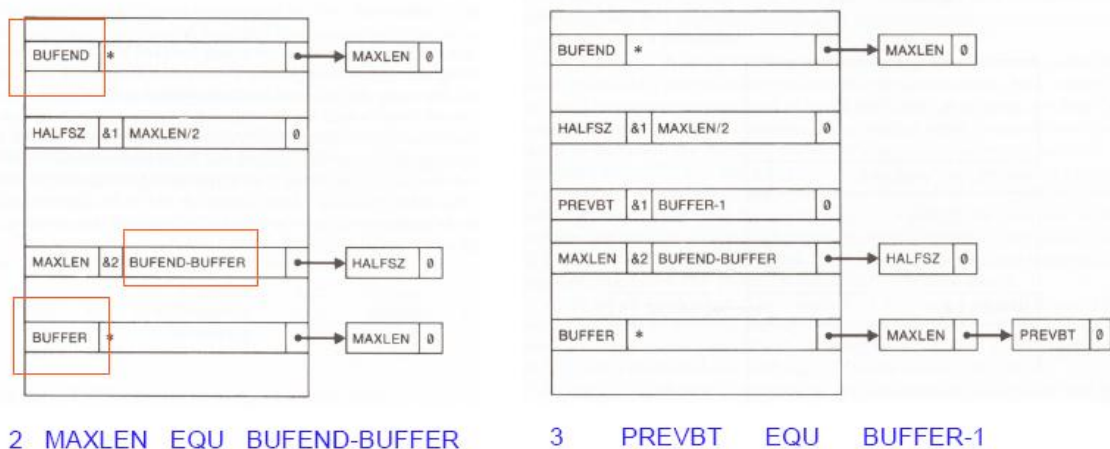 BUFEND * MAXLEN 0
HALFSZ &1 MAXLEN/2 0
MAXLEN &2 BUFEND-BUFFER HALFSZ 0
BUFFER * MAXLEN 0
2 MAXLEN EQU BUFEND-BUFFER
BUFEND * MAXLEN 0
HALFSZ &1 MAXLEN/2 0
PREVBT &1 BUFFER-1 0
MAXLEN &2 BUFEND-BUFFER HALFSZ 0
BUFFER * MAXLEN PREVBT 0
3 PREVBT EQU BUFFER-1